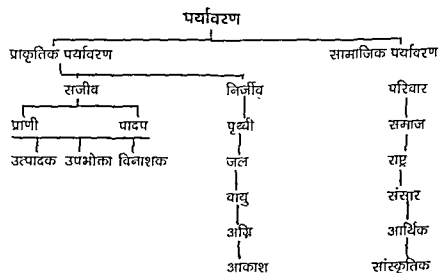 पर्यावरण
प्राकृतिक पर्यावरण सामाजिक पर्यावरण
सजीव निर्जीव परिवार
प्राणी पादप पृथ्वी समाज
उत्पादक उपभोक्ता विनाशक जल राष्ट्र
वायु संसार
अग्नि आर्थिक
आकाश सांस्कृतिक